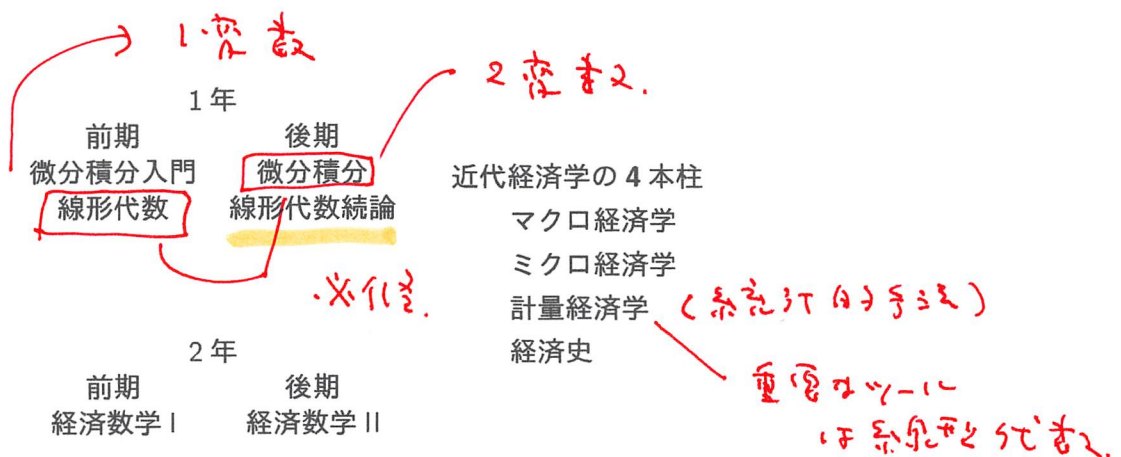 1変数
2変数.
1年
前期 後期
微分積分入門 微分積分
線形代数 線形代数続論
必修.
近代経済学の4本柱
マクロ経済学
ミクロ経済学
計量経済学 (統計的手法)
経済史
重要なツール
は線形代数.
2年
前期 後期
経済数学I 経済数学II